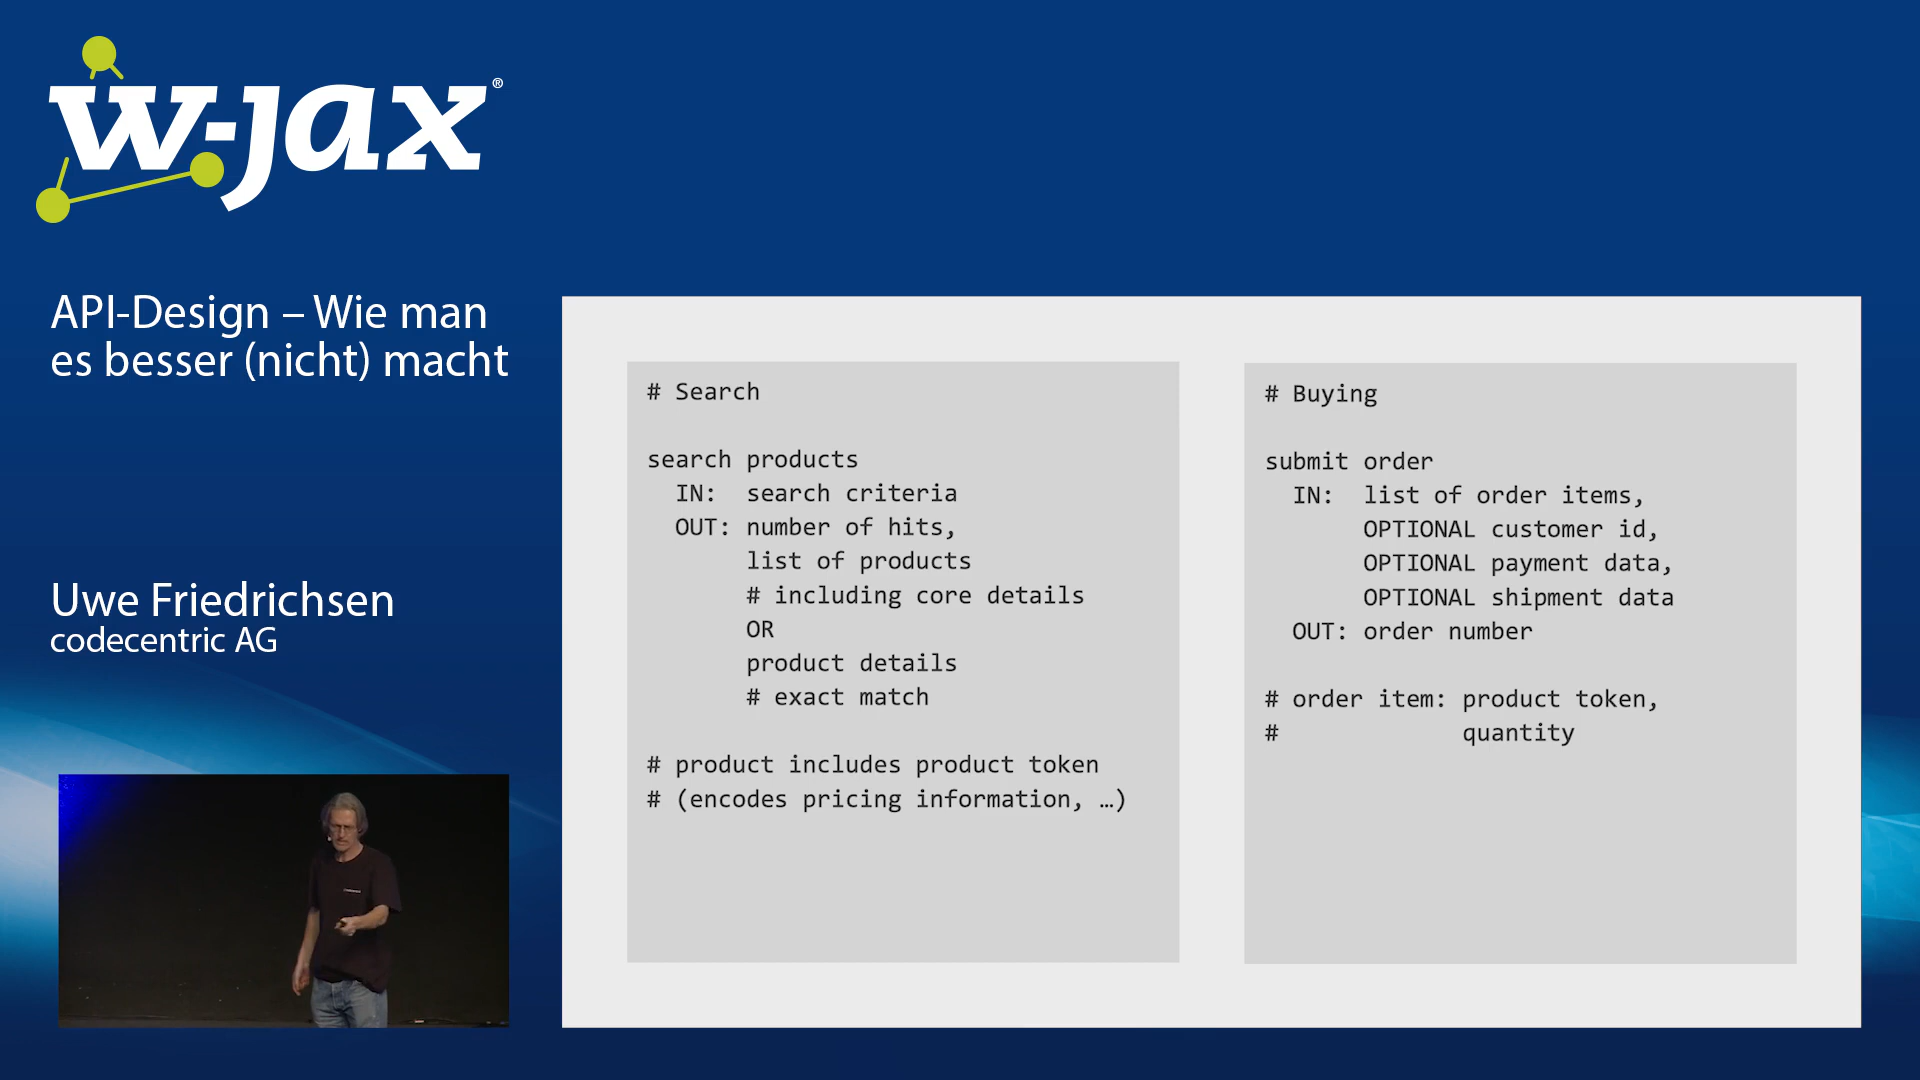 w-jax®
API-Design – Wie man
es besser (nicht) macht
Uwe Friedrichsen
codecentric AG
# Search
search products
IN: search criteria
OUT: number of hits,
list of products
# including core details
OR
product details
# exact match
# product includes product token
# (encodes pricing information, …)
# Buying
submit order
IN: list of order items,
OPTIONAL customer id,
OPTIONAL payment data,
OPTIONAL shipment data
OUT: order number
# order item: product token,
# quantity